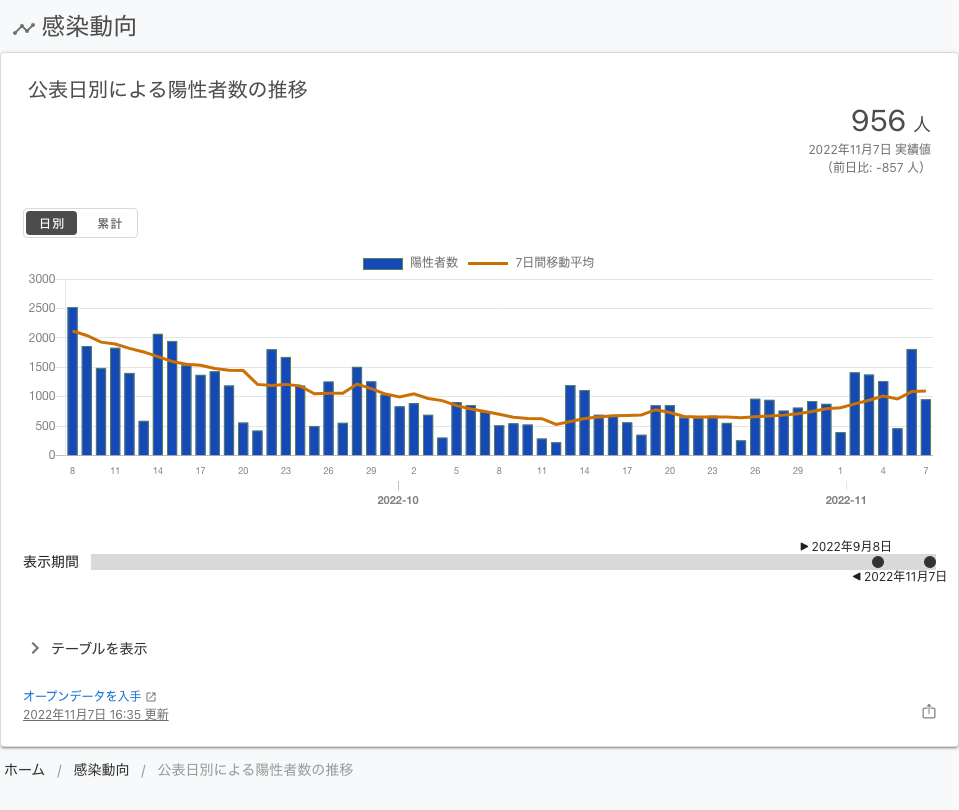 感染動向
公表日別による陽性者数の推移
956 人
2022年11月7日 実績値
（前日比: -857 人）
日別 累計
陽性者数 7日間移動平均
3000
2500
2000
1500
1000
500
0
8 11 14 17 20 23 26 29 2 5 8 11 14 17 20 23 26 29 1 4 7
2022-10 2022-11
2022年9月8日
表示期間
2022年11月7日
テーブルを表示
オープンデータを入手
2022年11月7日 16:35 更新
ホーム / 感染動向 / 公表日別による陽性者数の推移